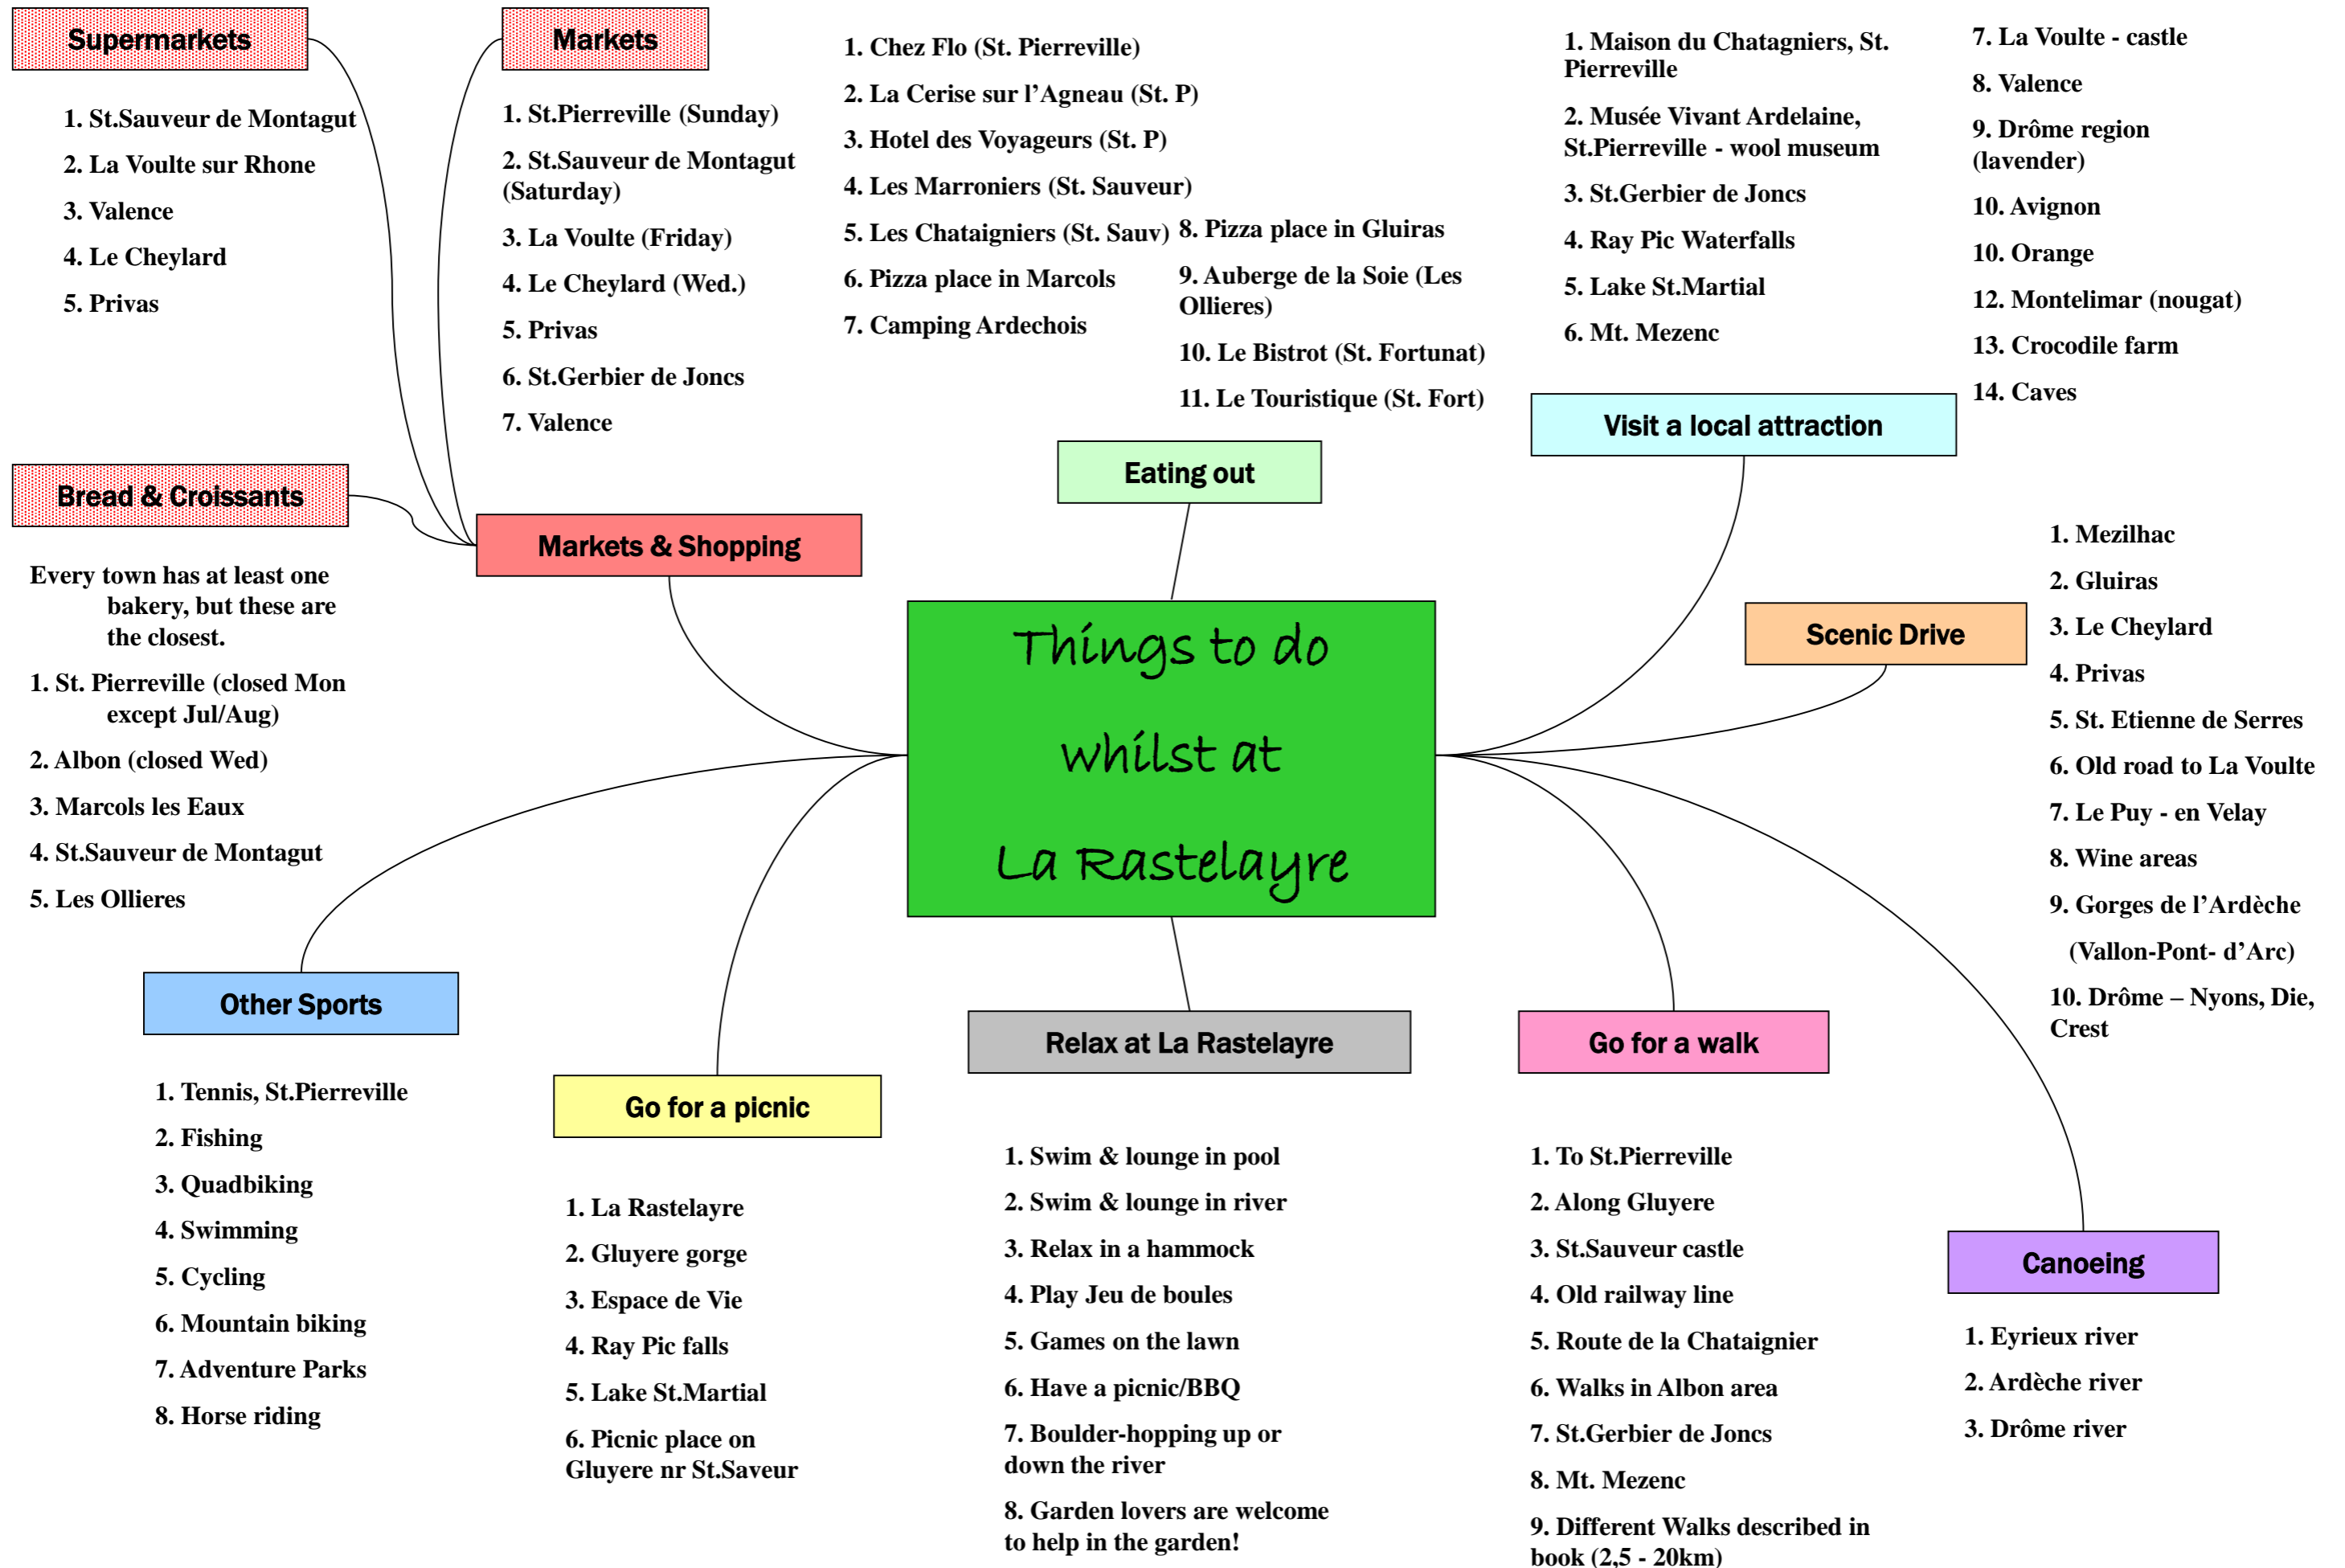 Supermarkets
1. St.Sauveur de Montagut
2. La Voulte sur Rhone
3. Valence
4. Le Cheylard
5. Privas
Markets
1. St.Pierreville (Sunday)
2. St.Sauveur de Montagut
(Saturday)
3. La Voulte (Friday)
4. Le Cheylard (Wed.)
5. Privas
6. St.Gerbier de Joncs
7. Valence
1. Chez Flo (St. Pierreville)
2. La Cerise sur l’Agneau (St. P)
3. Hotel des Voyageurs (St. P)
4. Les Marroniers (St. Sauveur)
5. Les Chataigniers (St. Sauv)
6. Pizza place in Marcols
7. Camping Ardechois
8. Pizza place in Gluiras
9. Auberge de la Soie (Les
Ollieres)
10. Le Bistrot (St. Fortunat)
11. Le Touristique (St. Fort)
Eating out
1. Maison du Chatagniers, St.
Pierreville
2. Musée Vivant Ardelaine,
St.Pierreville - wool museum
3. St.Gerbier de Joncs
4. Ray Pic Waterfalls
5. Lake St.Martial
6. Mt. Mezenc
7. La Voulte - castle
8. Valence
9. Drôme region
(lavender)
10. Avignon
10. Orange
12. Montelimar (nougat)
13. Crocodile farm
14. Caves
Visit a local attraction
Bread & Croissants
Every town has at least one
bakery, but these are
the closest.
1. St. Pierreville (closed Mon
except Jul/Aug)
2. Albon (closed Wed)
3. Marcols les Eaux
4. St.Sauveur de Montagut
5. Les Ollieres
Markets & Shopping
Things to do
whilst at
La Rastelayre
Scenic Drive
1. Mezilhac
2. Gluiras
3. Le Cheylard
4. Privas
5. St. Etienne de Serres
6. Old road to La Voulte
7. Le Puy - en Velay
8. Wine areas
9. Gorges de l’Ardèche
(Vallon-Pont- d’Arc)
10. Drôme – Nyons, Die,
Crest
Other Sports
1. Tennis, St.Pierreville
2. Fishing
3. Quadbiking
4. Swimming
5. Cycling
6. Mountain biking
7. Adventure Parks
8. Horse riding
Go for a picnic
1. La Rastelayre
2. Gluyere gorge
3. Espace de Vie
4. Ray Pic falls
5. Lake St.Martial
6. Picnic place on
Gluyere nr St.Saveur
Relax at La Rastelayre
1. Swim & lounge in pool
2. Swim & lounge in river
3. Relax in a hammock
4. Play Jeu de boules
5. Games on the lawn
6. Have a picnic/BBQ
7. Boulder-hopping up or
down the river
8. Garden lovers are welcome
to help in the garden!
Go for a walk
1. To St.Pierreville
2. Along Gluyere
3. St.Sauveur castle
4. Old railway line
5. Route de la Chataignier
6. Walks in Albon area
7. St.Gerbier de Joncs
8. Mt. Mezenc
9. Different Walks described in
book (2,5 - 20km)
Canoeing
1. Eyrieux river
2. Ardèche river
3. Drôme river